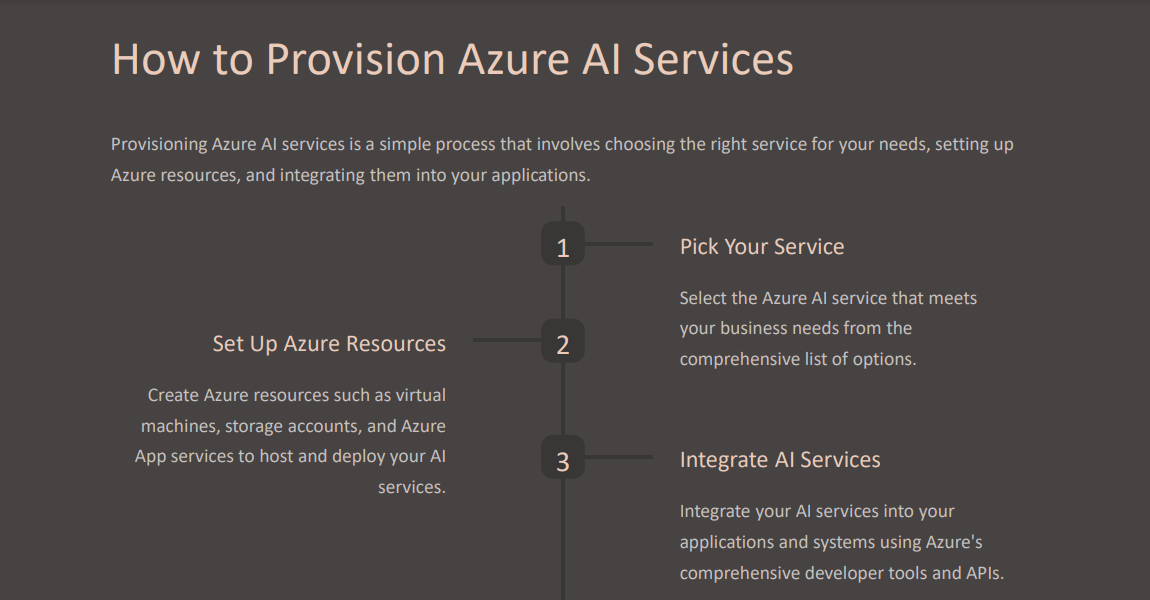 How to Provision Azure AI Services
Provisioning Azure AI services is a simple process that involves choosing the right service for your needs, setting up
Azure resources, and integrating them into your applications.
1
Pick Your Service
Select the Azure AI service that meets
your business needs from the
comprehensive list of options.
2
Set Up Azure Resources
Create Azure resources such as virtual
machines, storage accounts, and Azure
App services to host and deploy your AI
services.
3
Integrate AI Services
Integrate your AI services into your
applications and systems using Azure's
comprehensive developer tools and APIs.